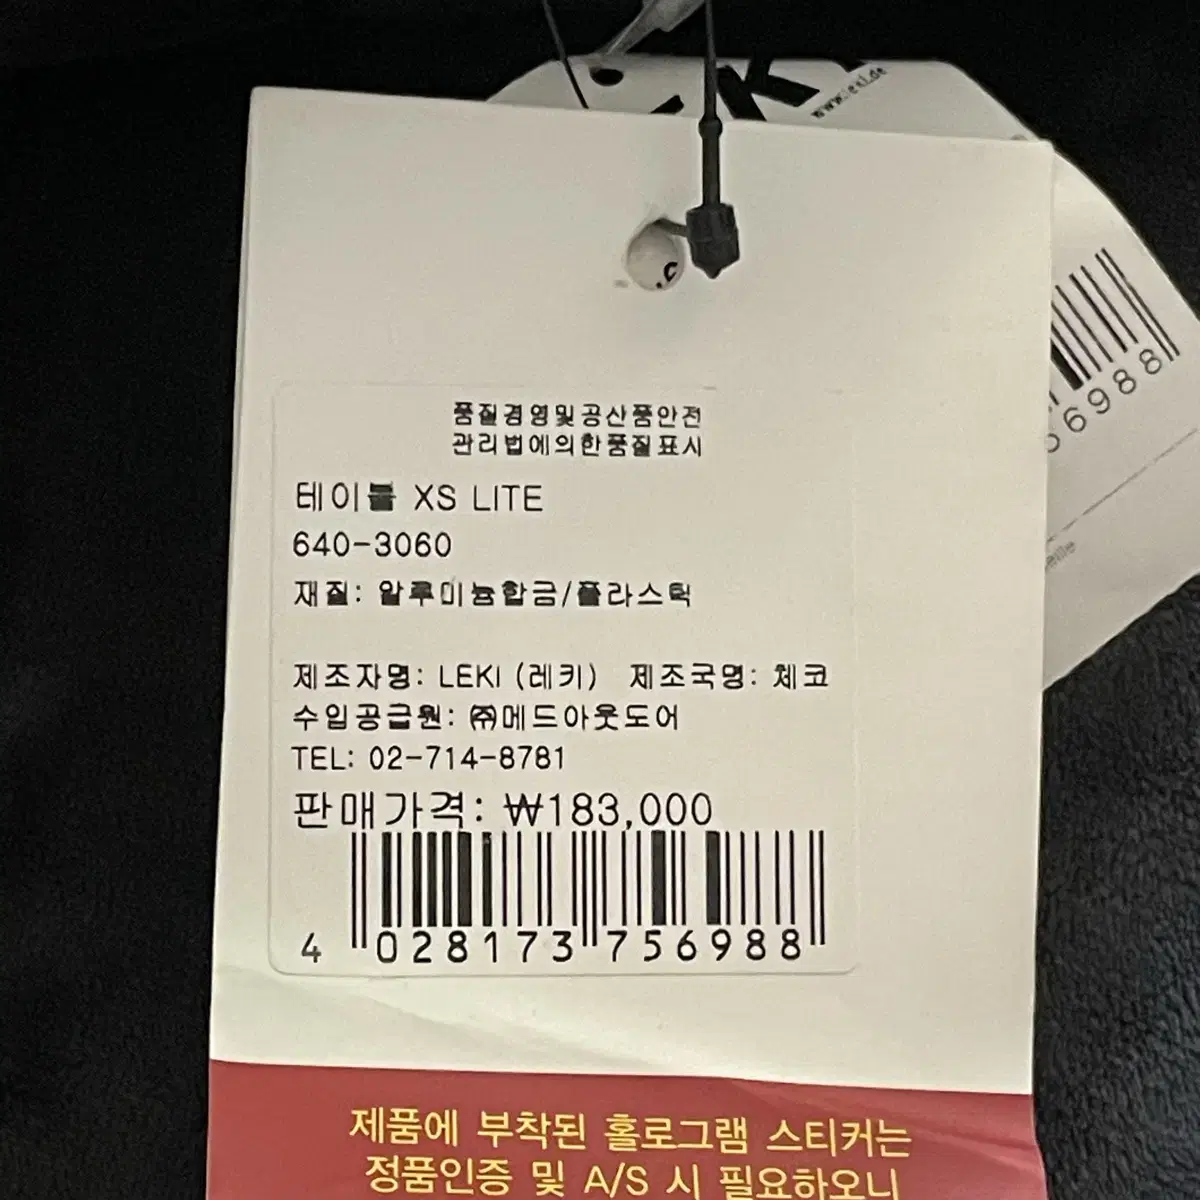 www.leki.de
품질경영및공산품안전
관리법에의한품질표시
테이블 XS LITE
640-3060
재질: 알루미늄합금/플라스틱
제조자명: LEKI (레키) 제조국명: 체코
수입공급원: ㈜메드아웃도어
TEL: 02-714-8781
판매가격: ₩183,000
4 028173 756988
56988
제품에 부착된 홀로그램 스티커는
정품인증 및 A/S 시 필요하오니